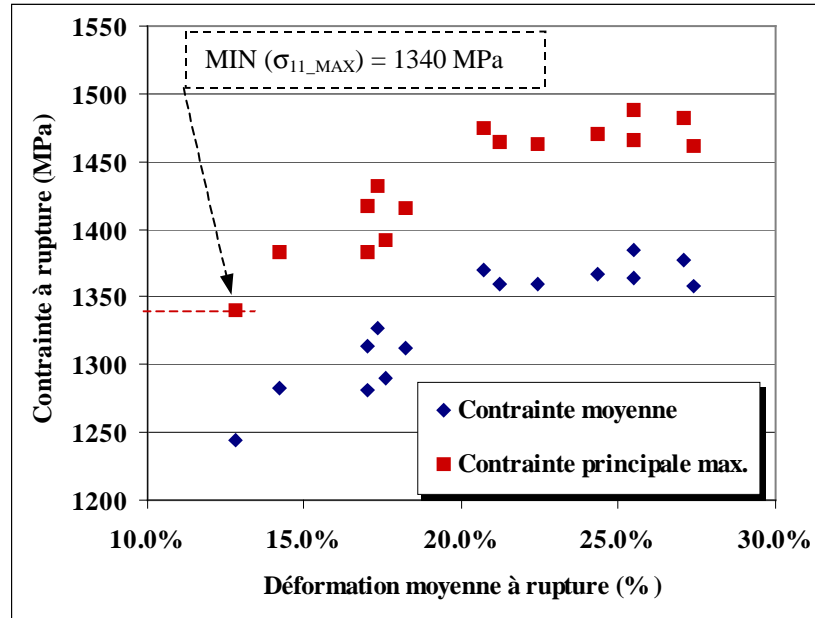 MIN (σ11_MAX) = 1340 MPa
Contrainte à rupture (MPa)
1550
1500
1450
1400
1350
1300
1250
1200
Contrainte moyenne
Contrainte principale max.
10.0% 15.0% 20.0% 25.0% 30.0%
Déformation moyenne à rupture (%)